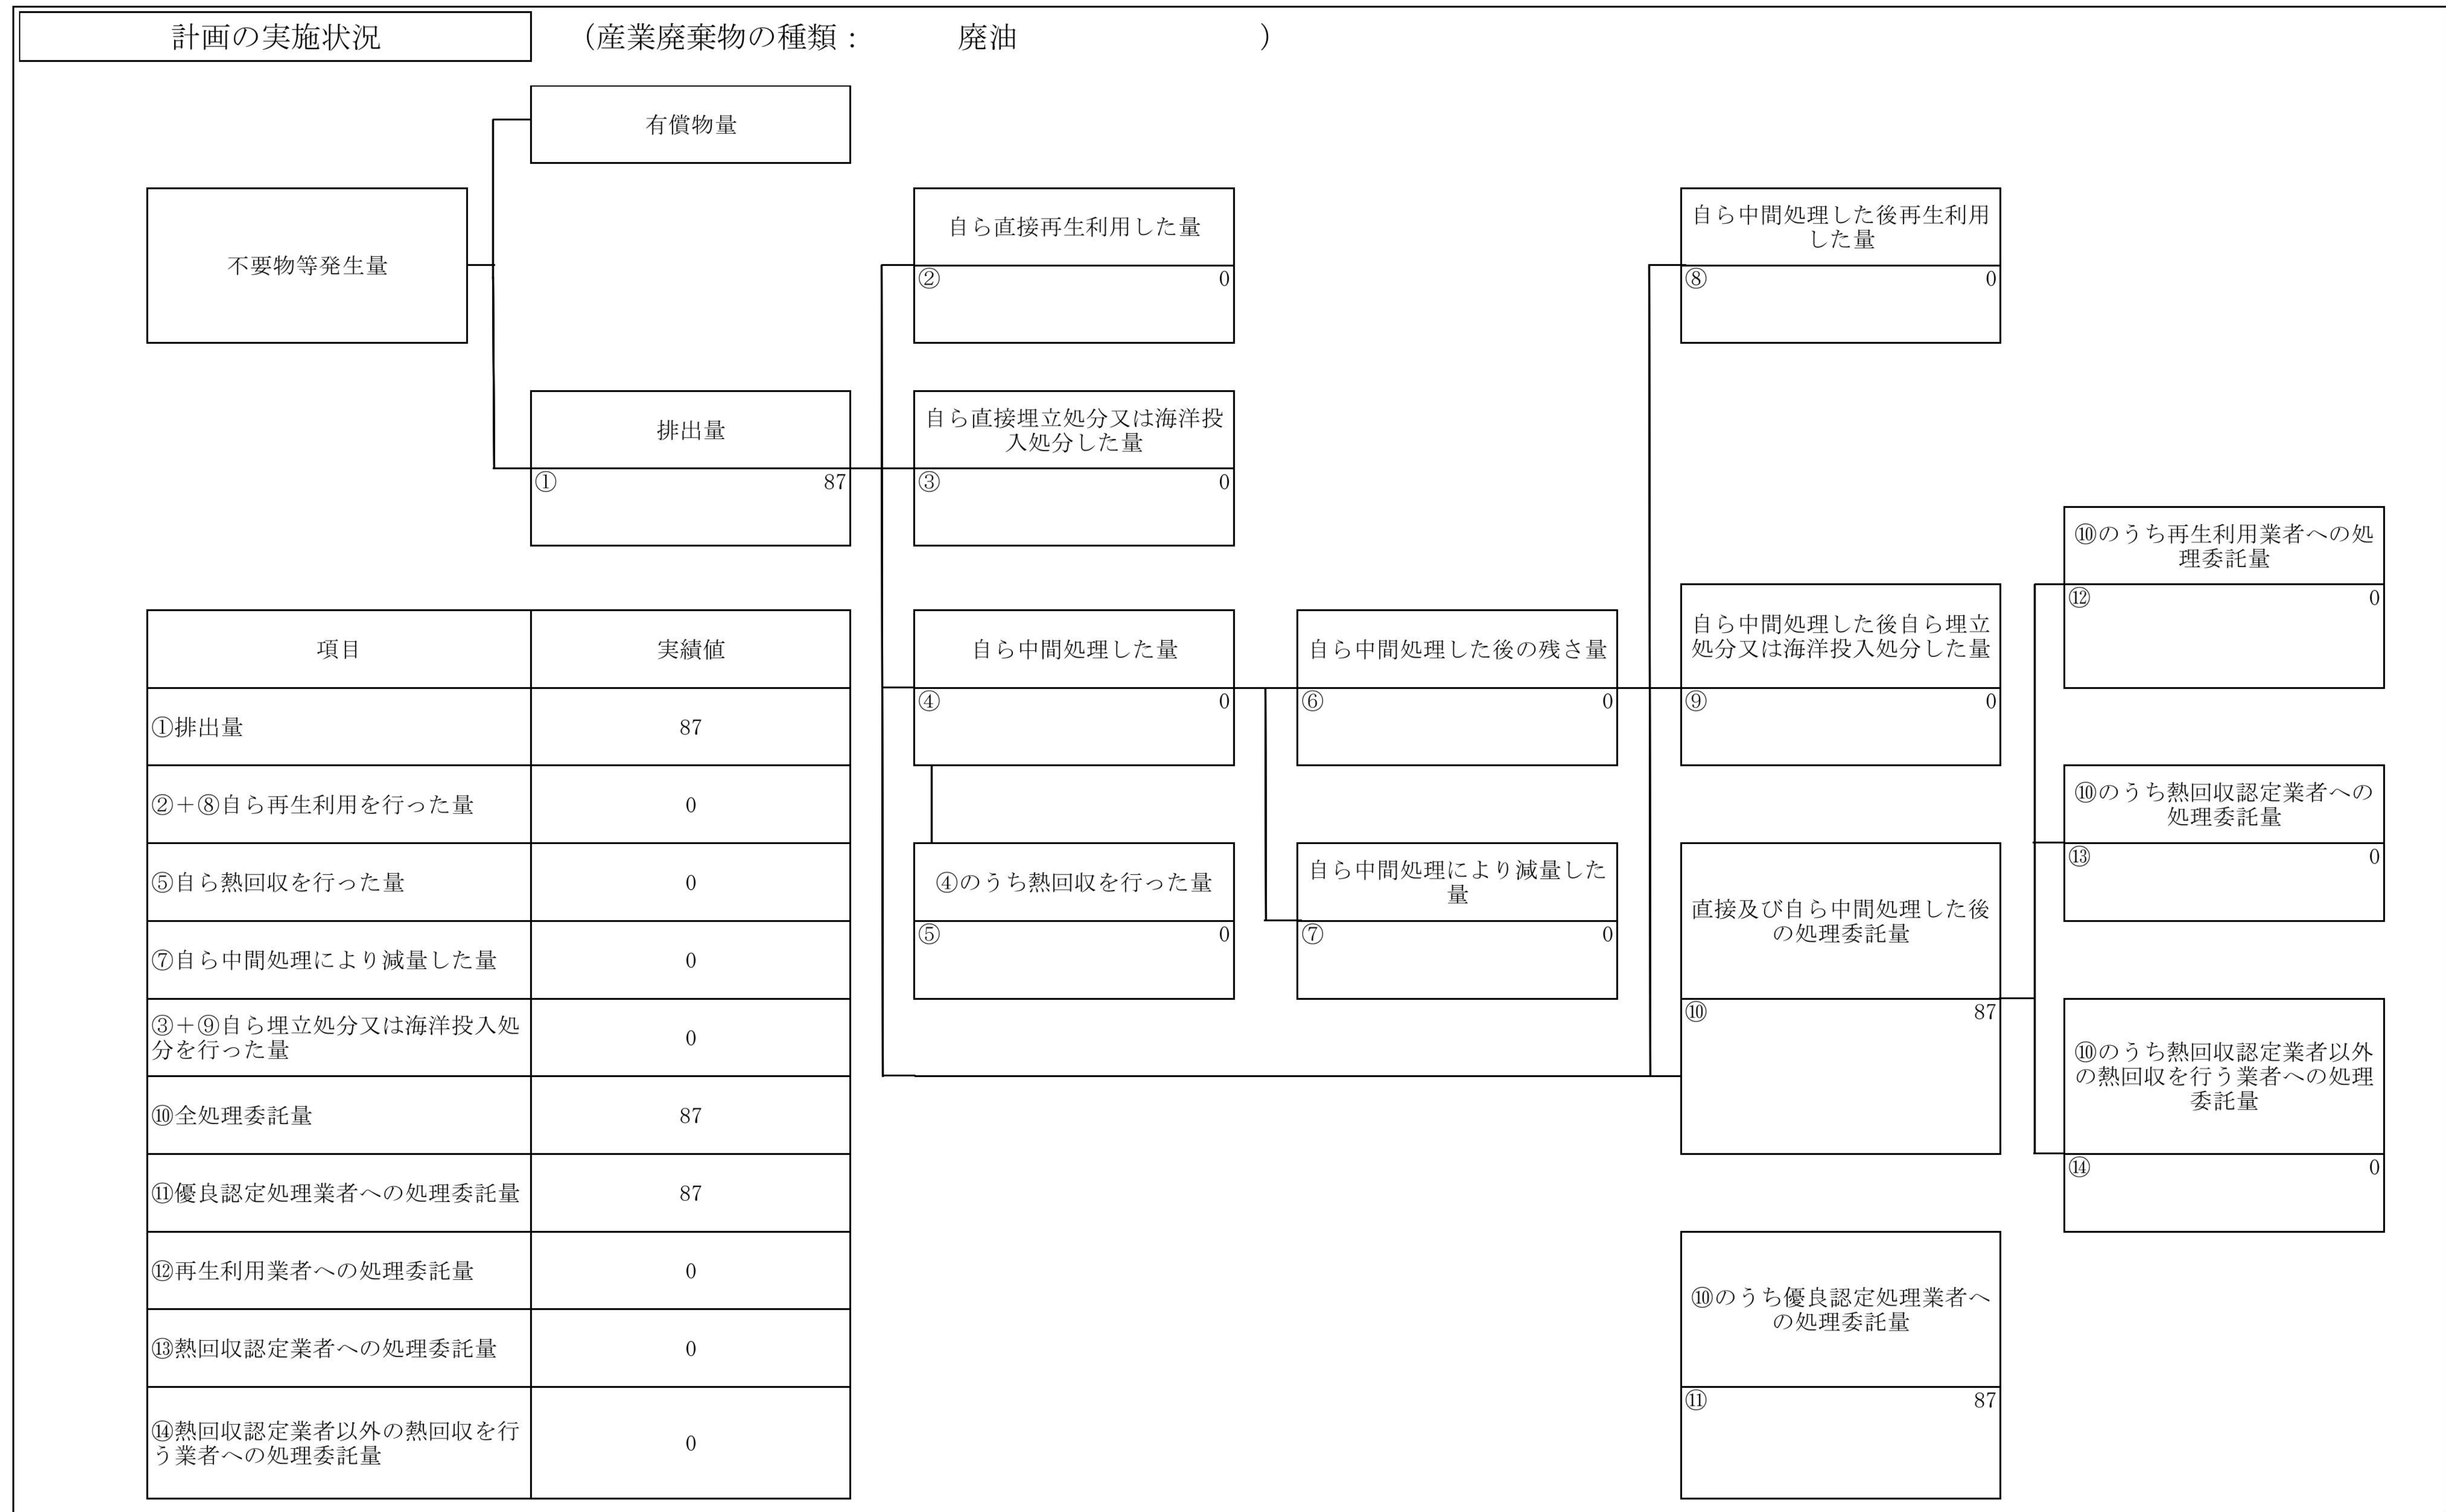 計画の実施状況
（産業廃棄物の種類： 廃油 ）
有償物量
不要物等発生量
自ら直接再生利用した量
② 0
自ら中間処理した後再生利用
した量
⑧ 0
排出量
① 87
自ら直接埋立処分又は海洋投
入処分した量
③ 0
⑩のうち再生利用業者への処
理委託量
⑫ 0
自ら中間処理した量
④ 0
自ら中間処理した後の残さ量
⑥ 0
自ら中間処理した後自ら埋立
処分又は海洋投入処分した量
⑨ 0
⑩のうち熱回収認定業者への
処理委託量
⑬ 0
④のうち熱回収を行った量
⑤ 0
自ら中間処理により減量した
量
⑦ 0
直接及び自ら中間処理した後
の処理委託量
⑩ 87
⑩のうち熱回収認定業者以外
の熱回収を行う業者への処理
委託量
⑭ 0
⑩のうち優良認定処理業者へ
の処理委託量
⑪ 87
項目 実績値
①排出量 87
②＋⑧自ら再生利用を行った量 0
⑤自ら熱回収を行った量 0
⑦自ら中間処理により減量した量 0
③＋⑨自ら埋立処分又は海洋投入処
分を行った量 0
⑩全処理委託量 87
⑪優良認定処理業者への処理委託量 87
⑫再生利用業者への処理委託量 0
⑬熱回収認定業者への処理委託量 0
⑭熱回収認定業者以外の熱回収を行
う業者への処理委託量 0